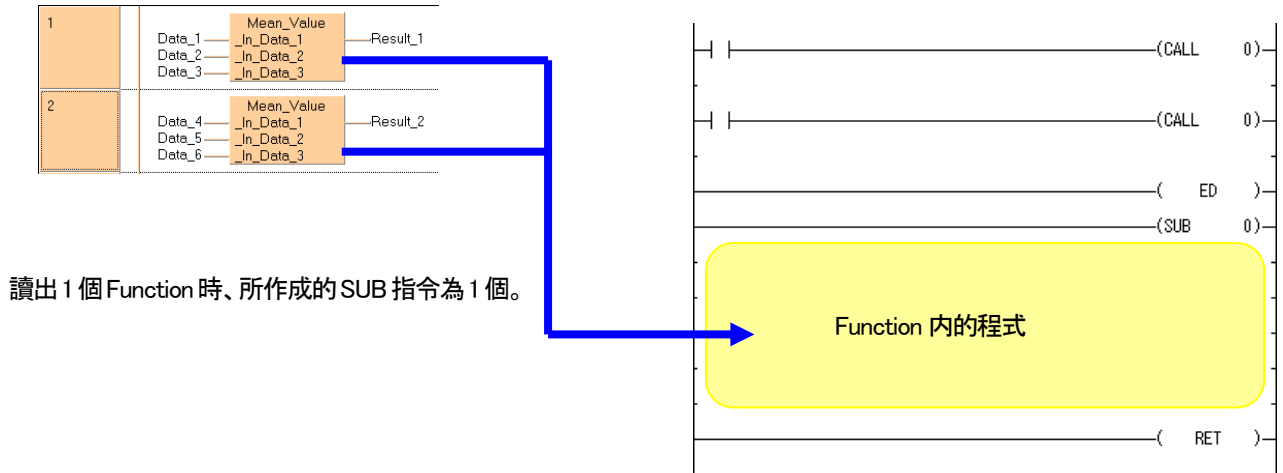 1
Mean_Value
Data_1 _In_Data_1 Result_1
Data_2 _In_Data_2
Data_3 _In_Data_3
2
Mean_Value
Data_4 _In_Data_1 Result_2
Data_5 _In_Data_2
Data_6 _In_Data_3
讀出1個Function時、所作成的SUB指令為1個。
(CALL 0)
(CALL 0)
( ED )
(SUB 0)
Function 内的程式
( RET )